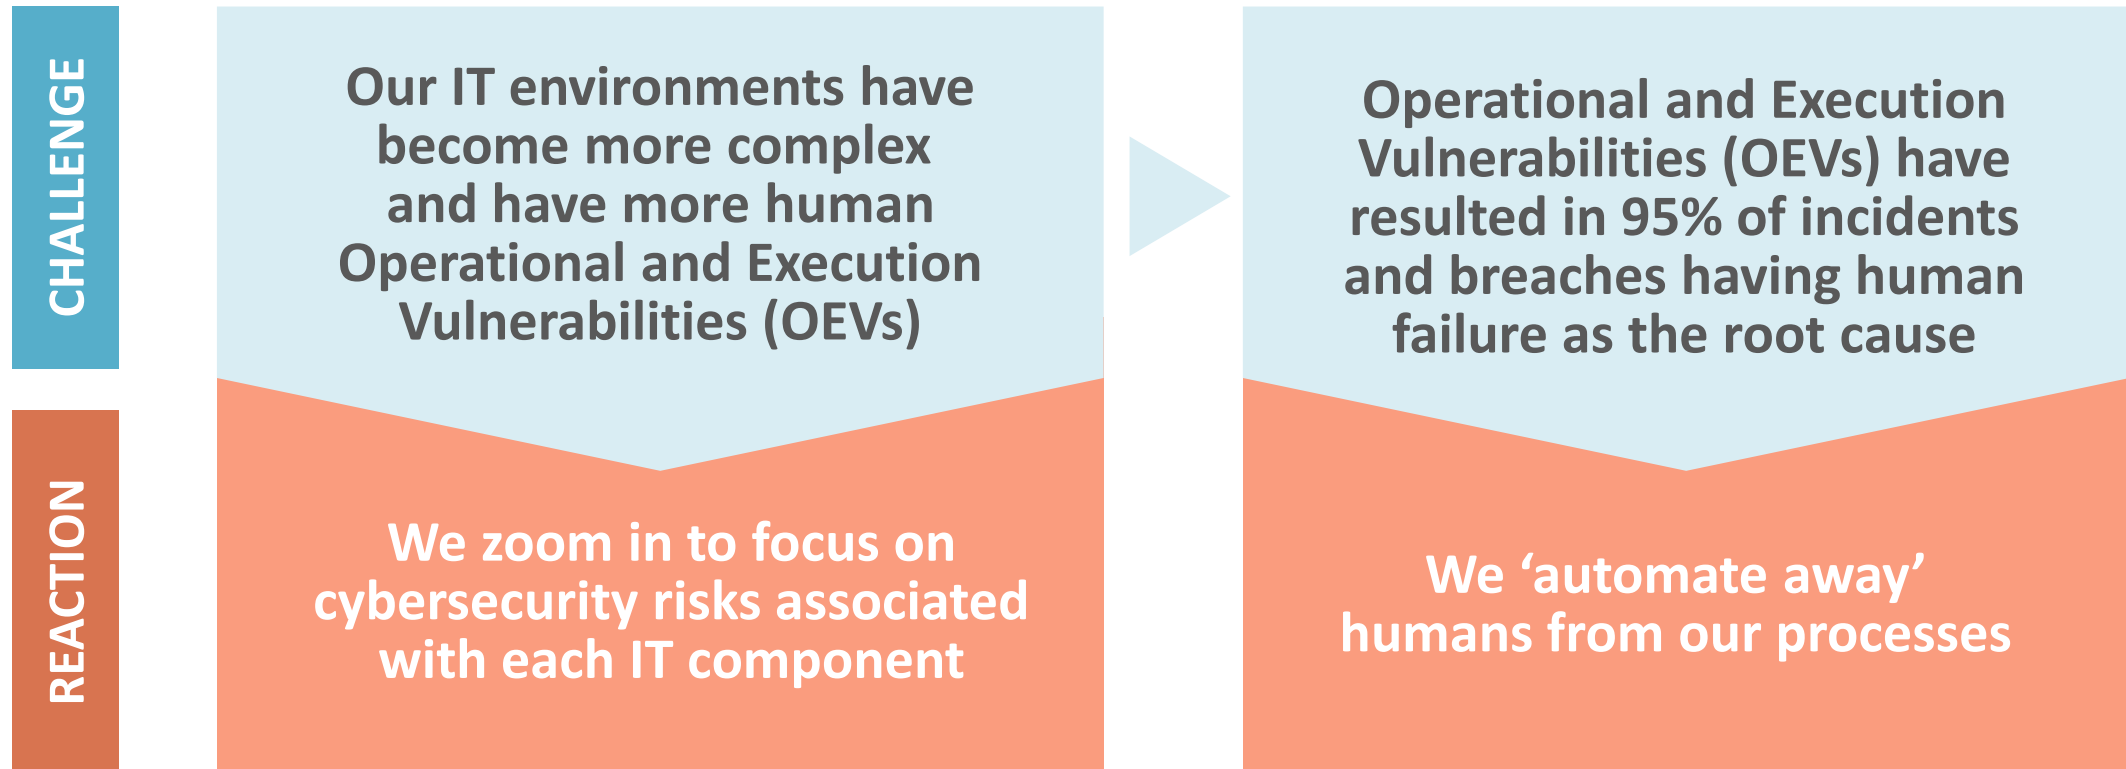 CHALLENGE
Our IT environments have
become more complex
and have more human
Operational and Execution
Vulnerabilities (OEVs)
Operational and Execution
Vulnerabilities (OEVs) have
resulted in 95% of incidents
and breaches having human
failure as the root cause
REACTION
We zoom in to focus on
cybersecurity risks associated
with each IT component
We ‘automate away’
humans from our processes